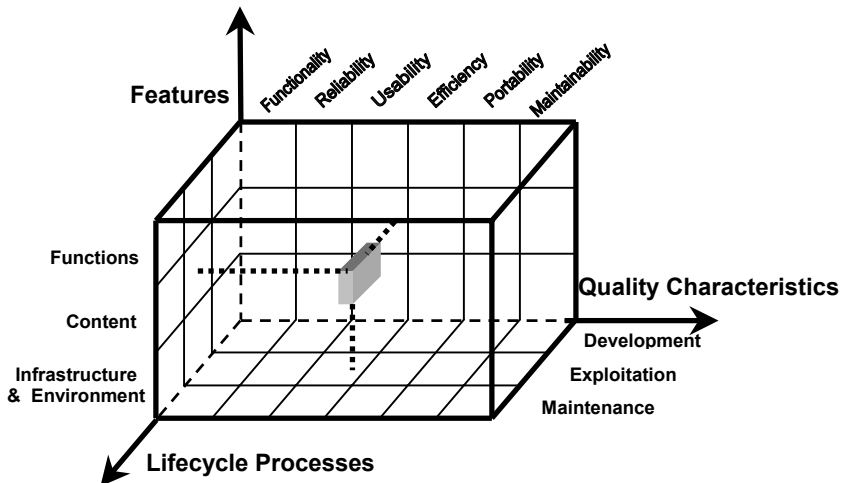 Features
Functionality
Reliability
Usability
Efficiency
Portability
Maintainability
Functions
Content
Infrastructure
& Environment
Quality Characteristics
Development
Exploitation
Maintenance
Lifecycle Processes